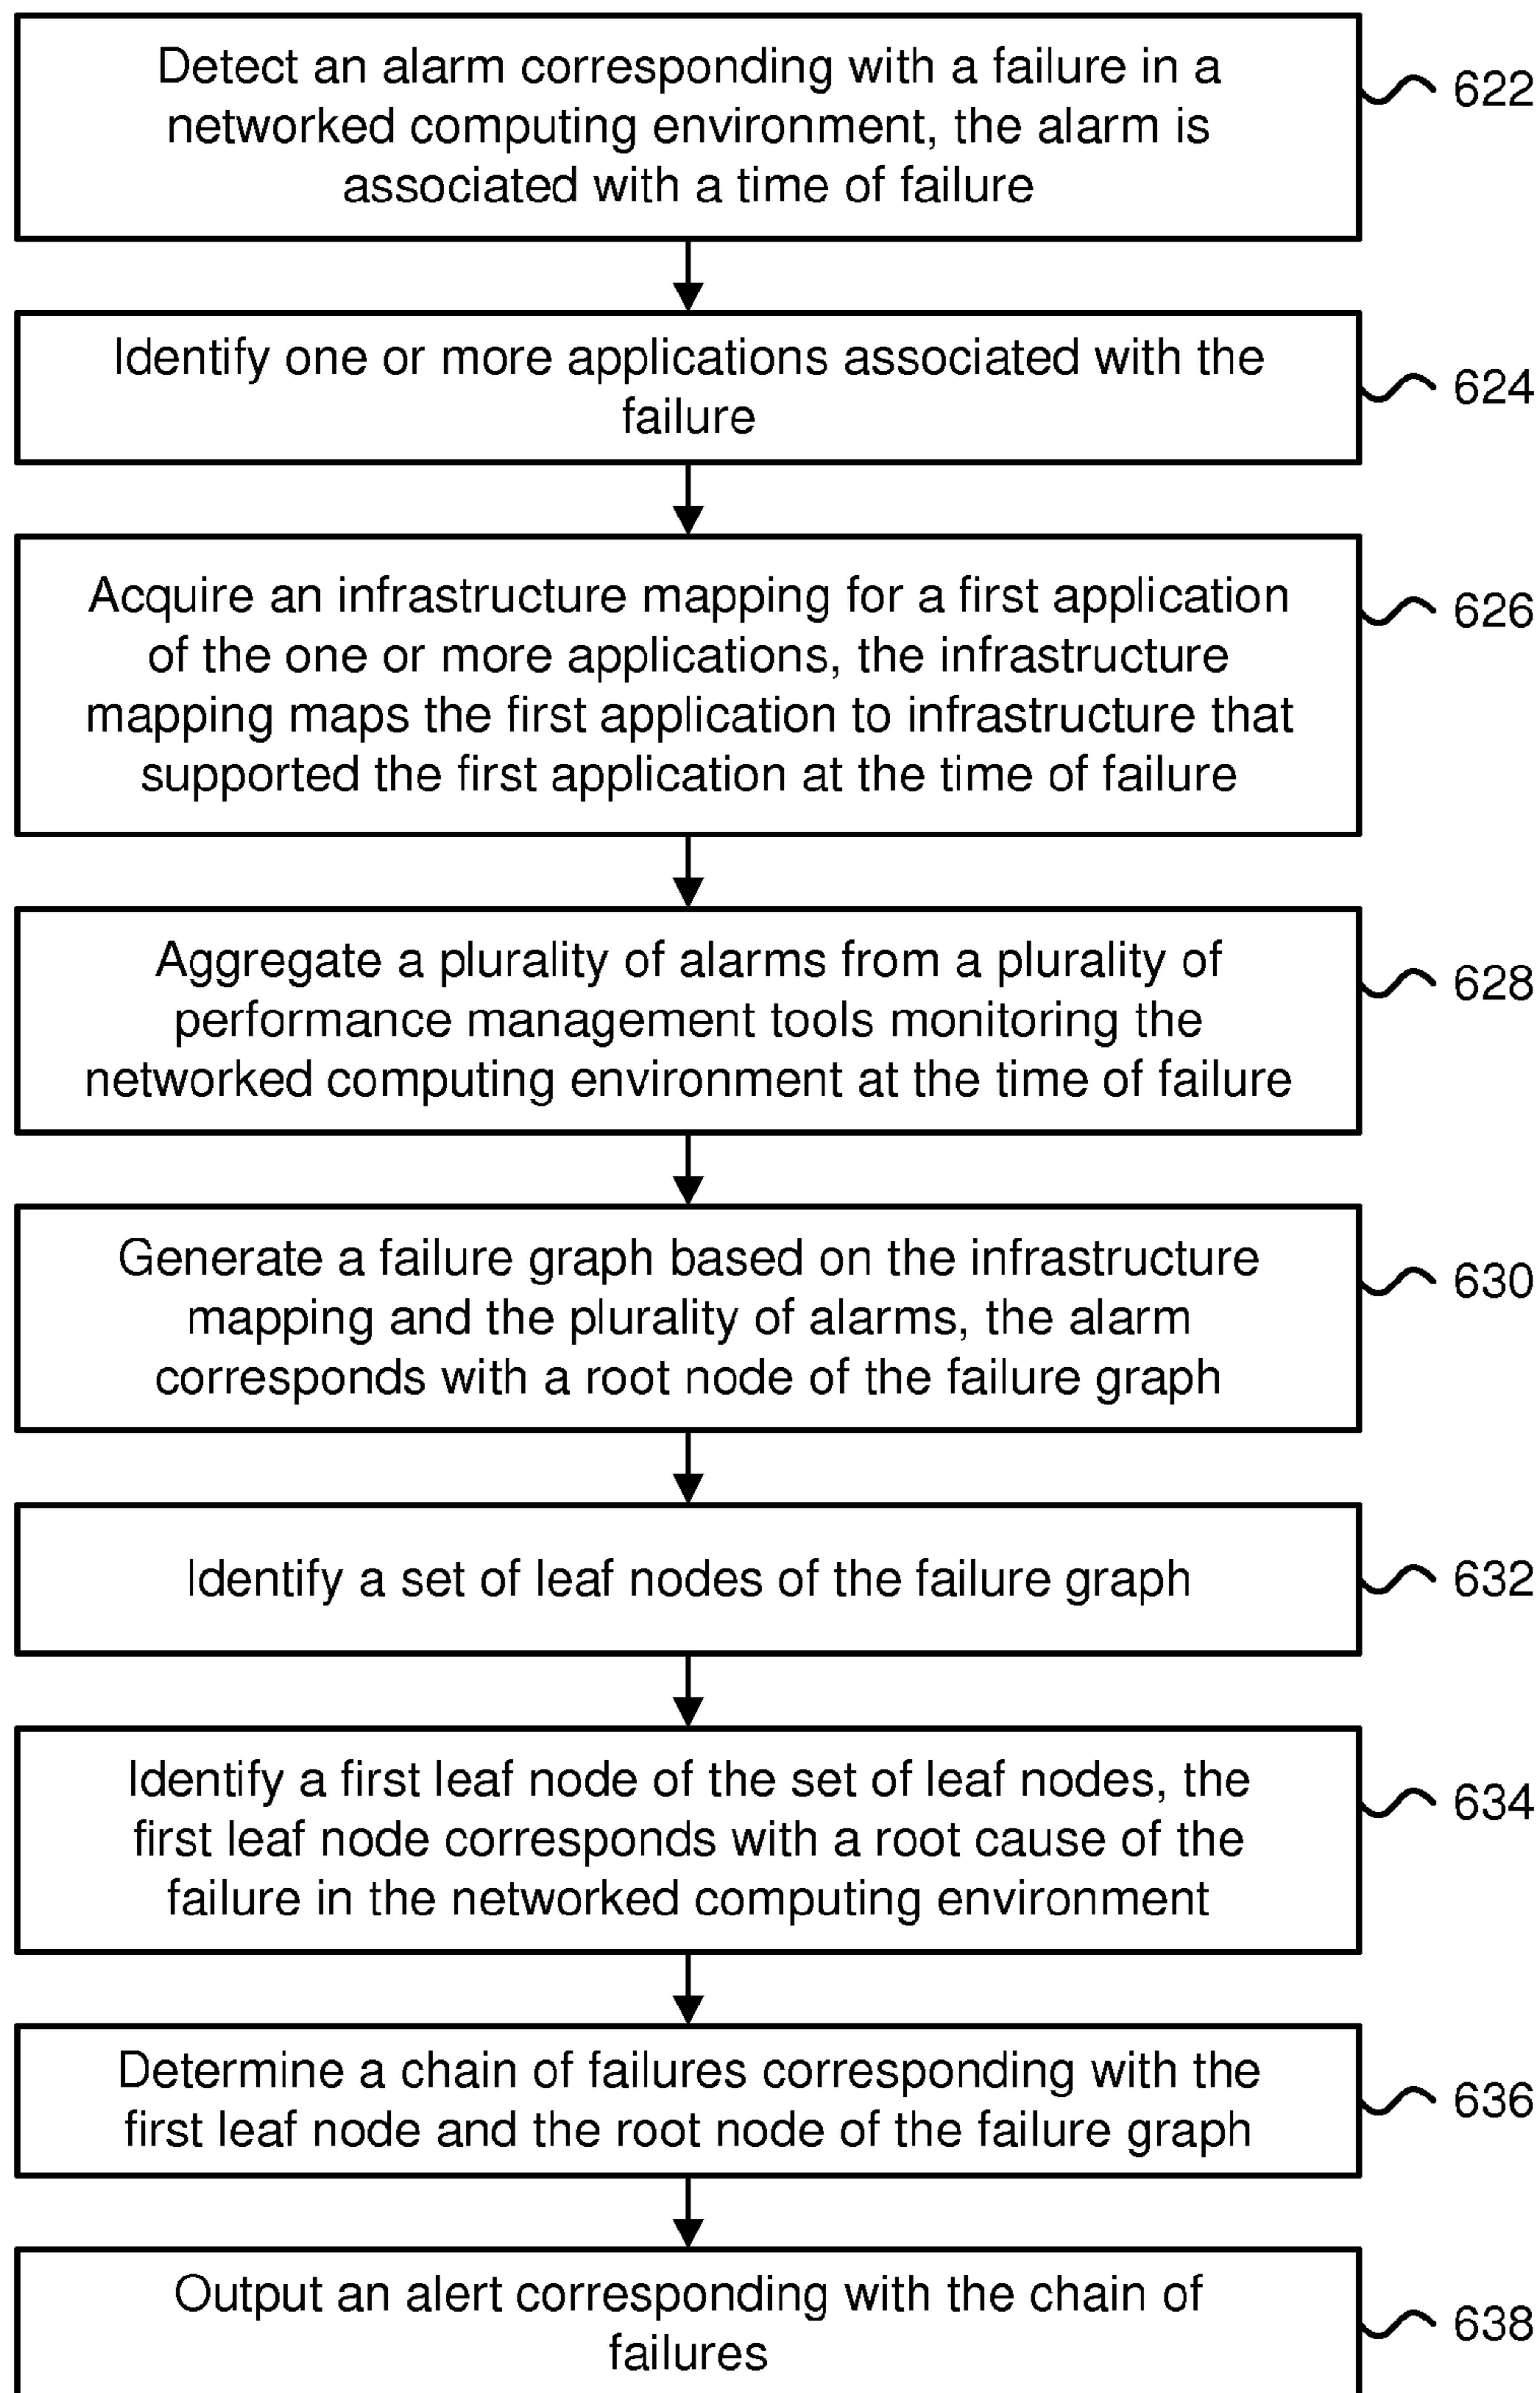 Detect an alarm corresponding with a failure in a
networked computing environment, the alarm is
associated with a time of failure
622
Identify one or more applications associated with the
failure
624
Acquire an infrastructure mapping for a first application
of the one or more applications, the infrastructure
mapping maps the first application to infrastructure that
supported the first application at the time of failure
626
Aggregate a plurality of alarms from a plurality of
performance management tools monitoring the
networked computing environment at the time of failure
628
Generate a failure graph based on the infrastructure
mapping and the plurality of alarms, the alarm
corresponds with a root node of the failure graph
630
Identify a set of leaf nodes of the failure graph
632
Identify a first leaf node of the set of leaf nodes, the
first leaf node corresponds with a root cause of the
failure in the networked computing environment
634
Determine a chain of failures corresponding with the
first leaf node and the root node of the failure graph
636
Output an alert corresponding with the chain of
failures
638